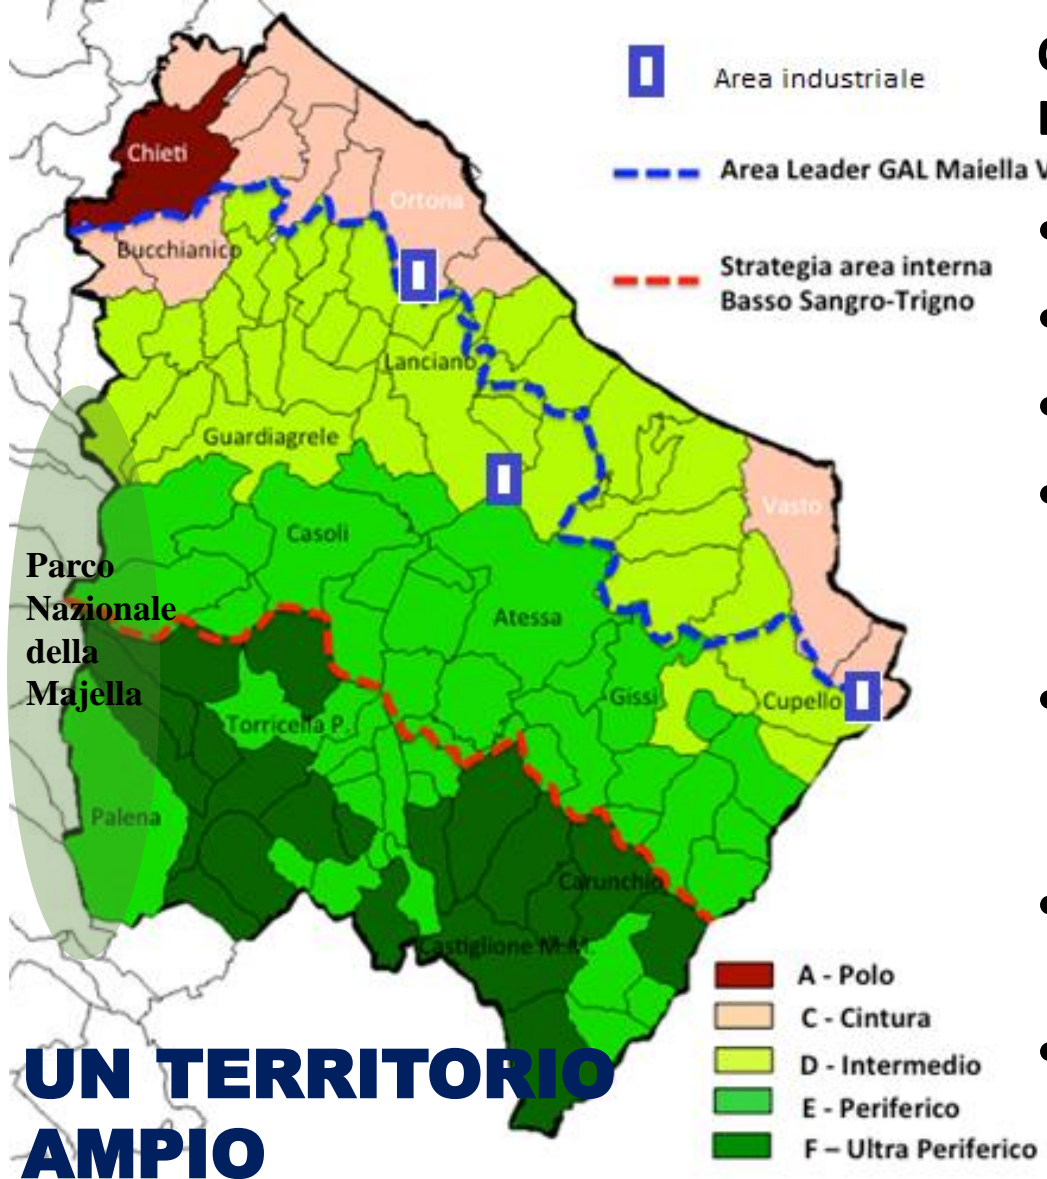 Area industriale
Area Leader GAL Maiella V
Strategia area interna
Basso Sangro-Trigno
Chieti
Ortona
Bucchianico
Lanciano
Guardiagrele
Vasto
Casoli
Parco
Nazionale
della
Majella
Atessa
Gissi
Cupello
Torricella P.
Palena
Carunchio
Castiglione M.M.
A - Polo
C - Cintura
D - Intermedio
E - Periferico
F – Ultra Periferico
UN TERRITORIO
AMPIO